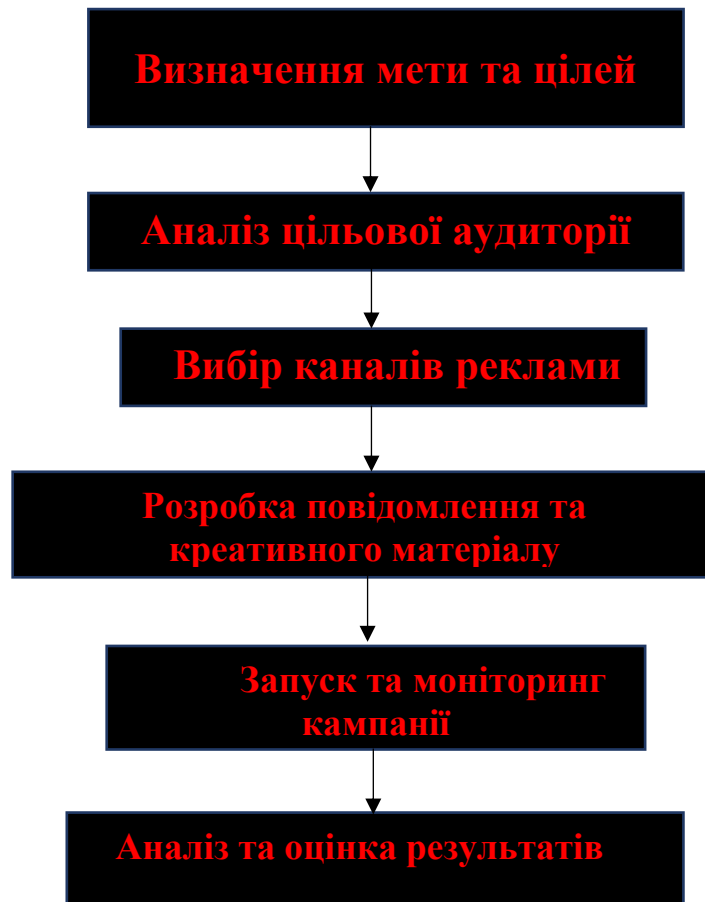 Визначення мети та цілей
Аналіз цільової аудиторії
Вибір каналів реклами
Розробка повідомлення та
креативного матеріалу
Запуск та моніторинг
кампанії
Аналіз та оцінка результатів